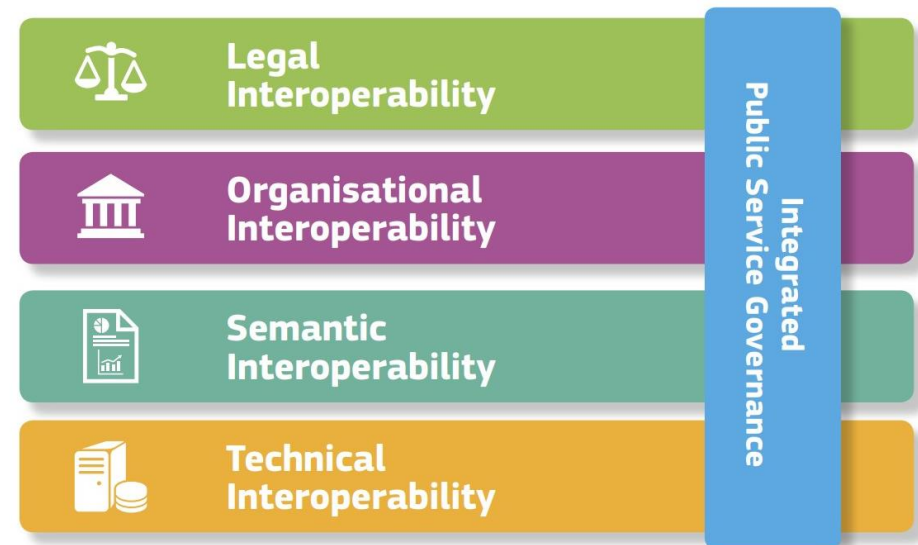 Legal
Interoperability
Organisational
Interoperability
Semantic
Interoperability
Technical
Interoperability
Integrated
Public Service Governance